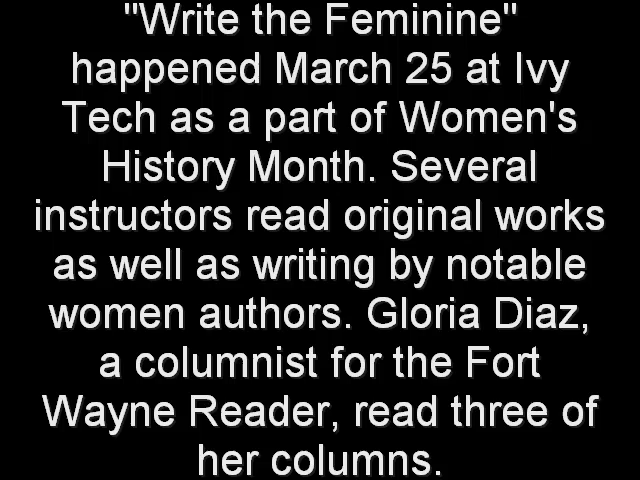 "Write the Feminine"
happened March 25 at Ivy
Tech as a part of Women's
History Month. Several
instructors read original works
as well as writing by notable
women authors. Gloria Diaz,
a columnist for the Fort
Wayne Reader, read three of
her columns.